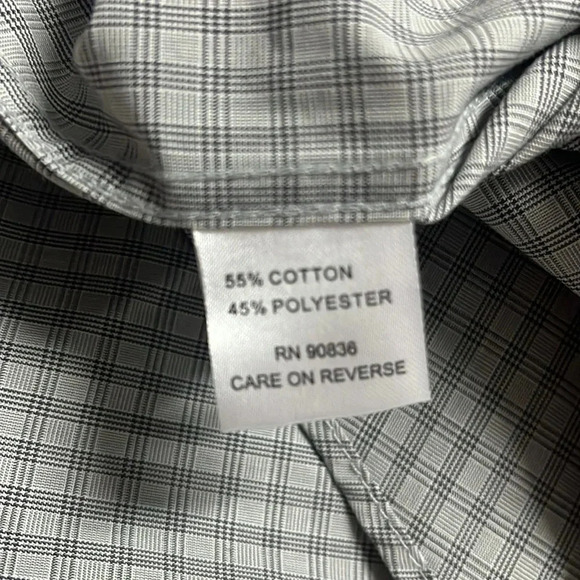 55% COTTON
45% POLYESTER
RN 90836
CARE ON REVERSE